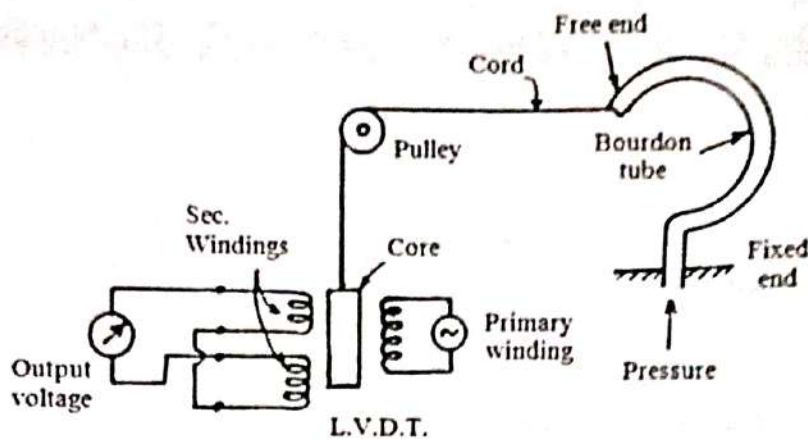 Free end
Cord
Pulley
Bourdon
tube
Sec.
Windings
Core
Fixed
end
Primary
winding
Output
voltage
Pressure
L.V.D.T.